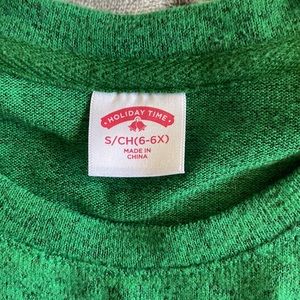 HOLIDAY TIME
S/CH(6-6X)
MADE IN
CHINA